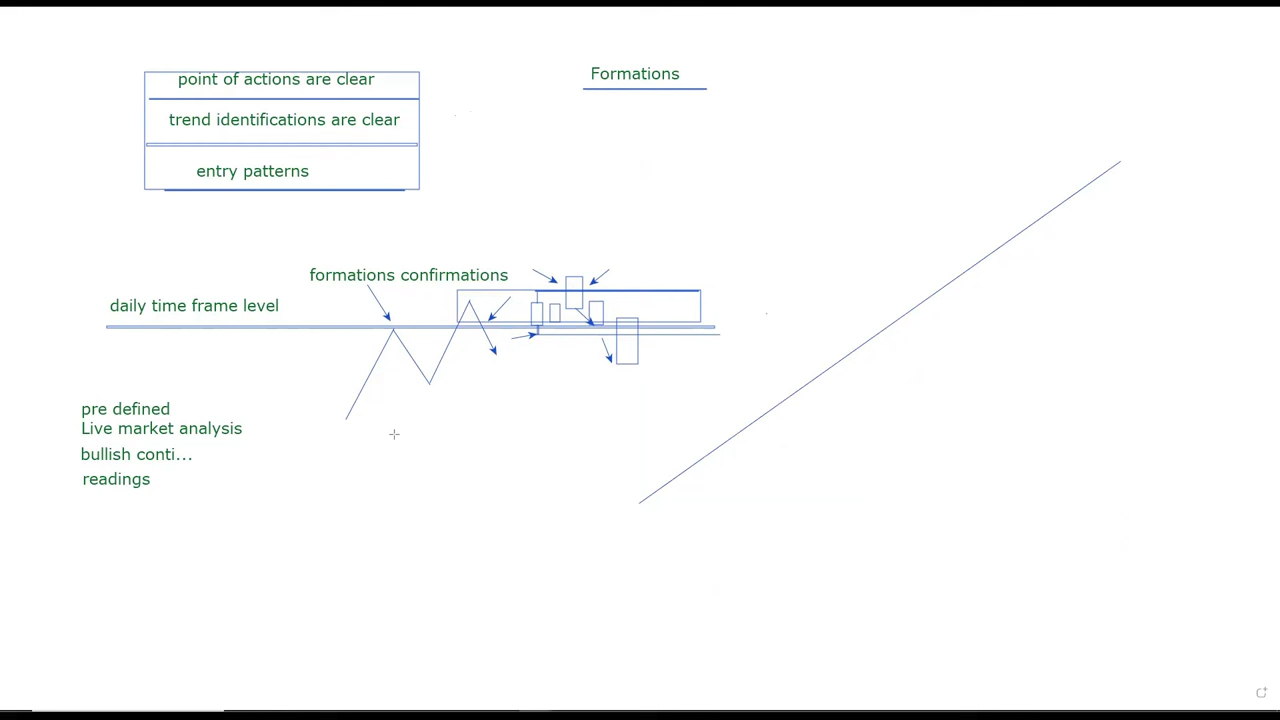 point of actions are clear
Formations
trend identifications are clear
entry patterns
formations confirmations
daily time frame level
pre defined
Live market analysis
bullish conti...
readings